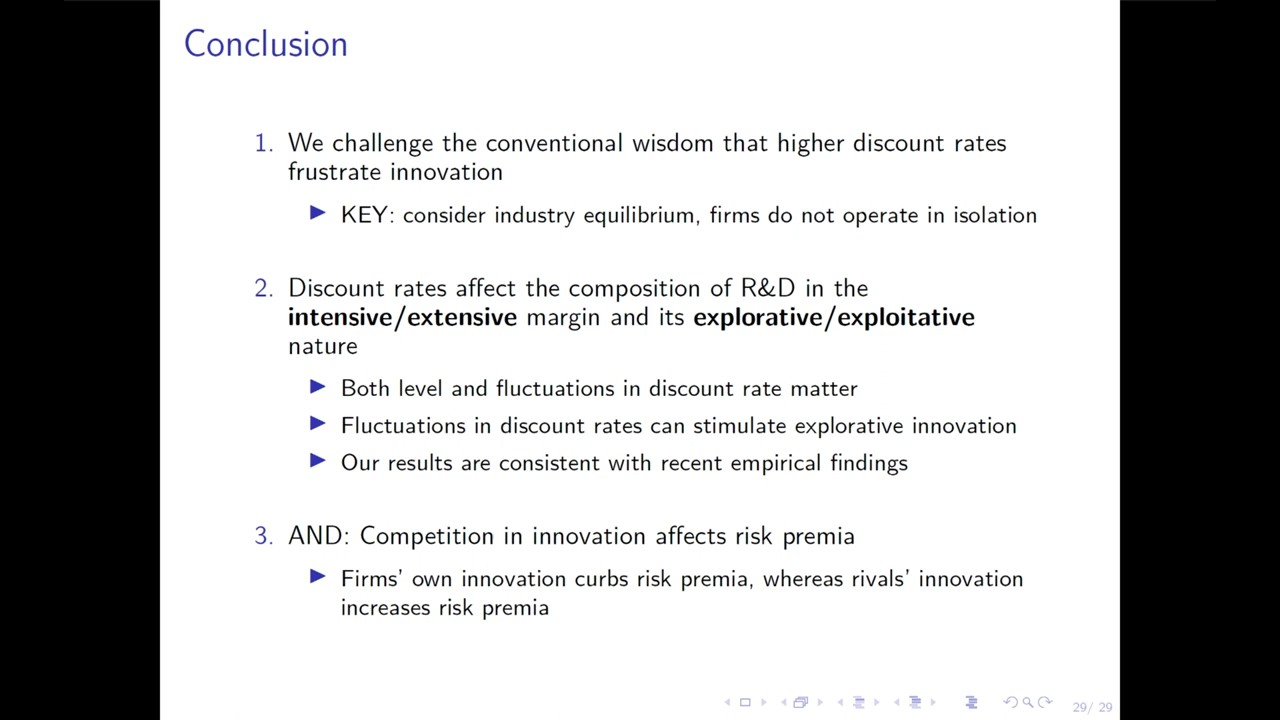 Conclusion
1. We challenge the conventional wisdom that higher discount rates
frustrate innovation
▶ KEY: consider industry equilibrium, firms do not operate in isolation
2. Discount rates affect the composition of R&D in the
intensive/extensive margin and its explorative/exploitative
nature
▶ Both level and fluctuations in discount rate matter
▶ Fluctuations in discount rates can stimulate explorative innovation
▶ Our results are consistent with recent empirical findings
3. AND: Competition in innovation affects risk premia
▶ Firms' own innovation curbs risk premia, whereas rivals' innovation
increases risk premia
29/ 29